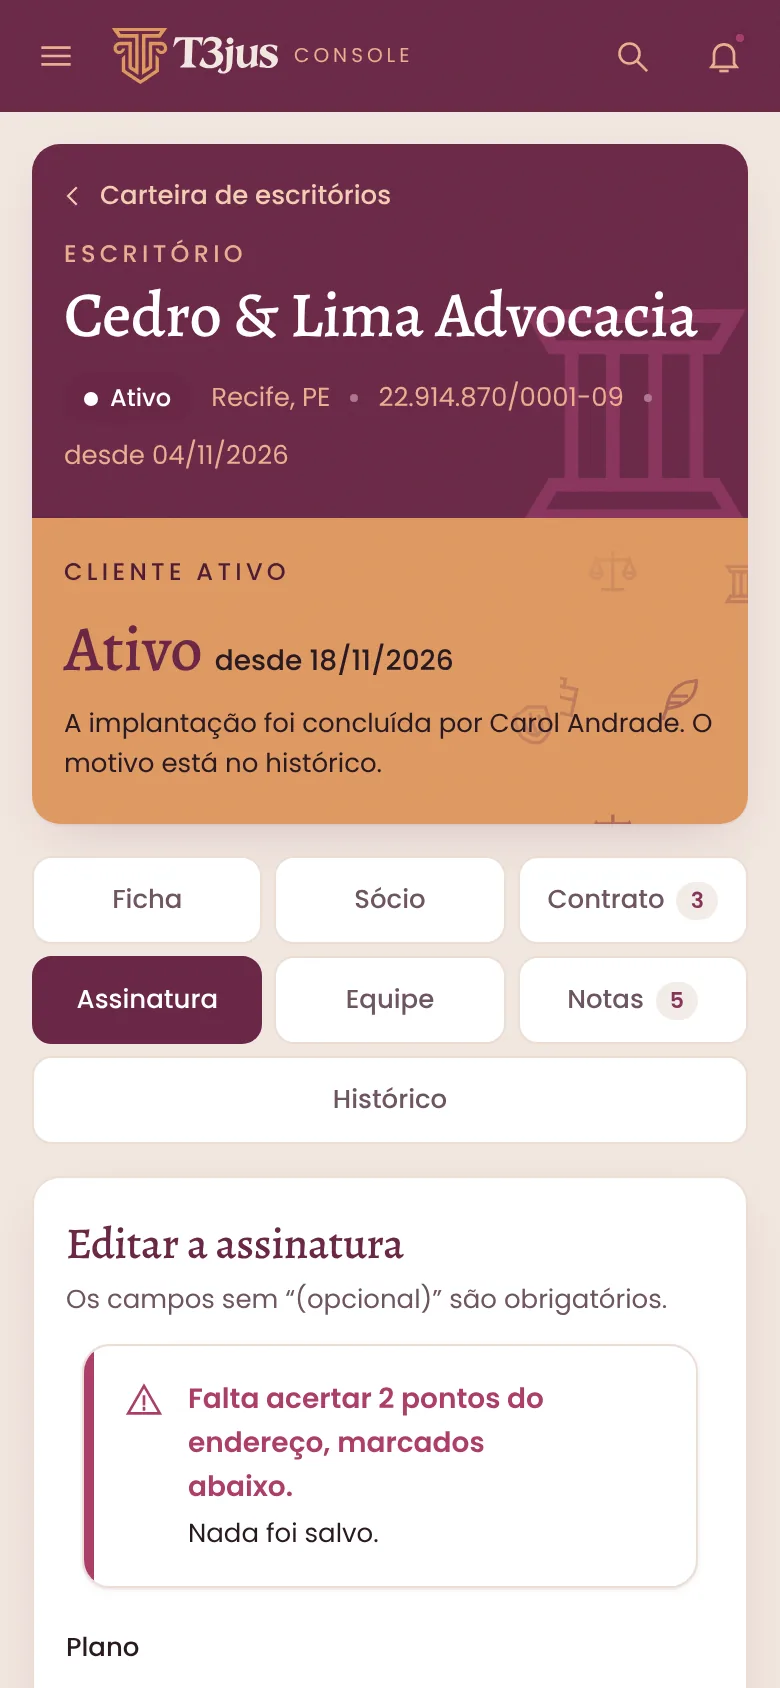 T3jus CONSOLE
Carteira de escritórios
ESCRITÓRIO
Cedro & Lima Advocacia
Ativo Recife, PE • 22.914.870/0001-09 •
desde 04/11/2026
CLIENTE ATIVO
Ativo desde 18/11/2026
A implantação foi concluída por Carol Andrade. O
motivo está no histórico.
Ficha Sócio Contrato 3
Assinatura Equipe Notas 5
Histórico
Editar a assinatura
Os campos sem “(opcional)” são obrigatórios.
Falta acertar 2 pontos do
endereço, marcados
abaixo.
Nada foi salvo.
Plano